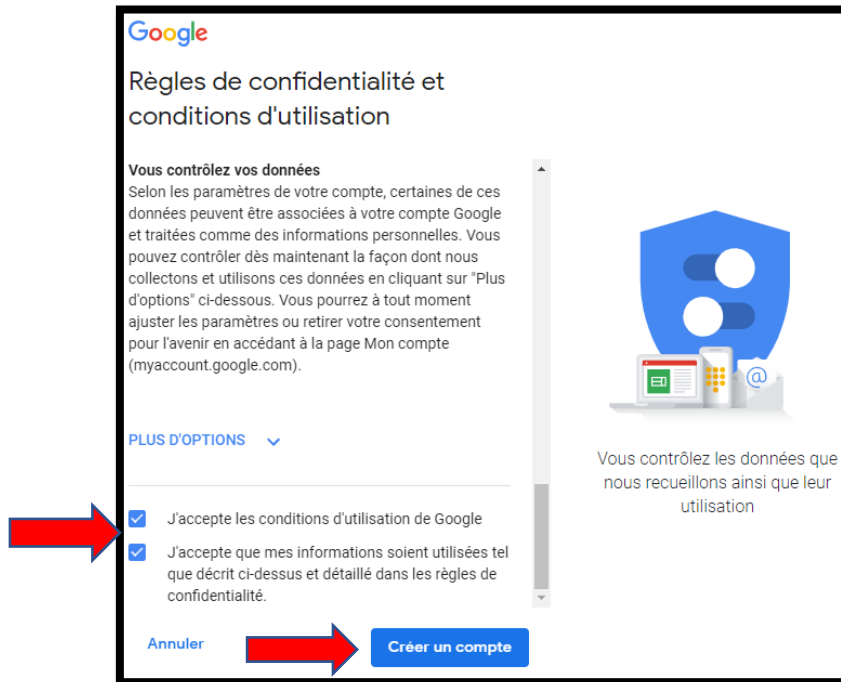 Google
Règles de confidentialité et
conditions d'utilisation
Vous contrôlez vos données
Selon les paramètres de votre compte, certaines de ces
données peuvent être associées à votre compte Google
et traitées comme des informations personnelles. Vous
pouvez contrôler dès maintenant la façon dont nous
collectons et utilisons ces données en cliquant sur "Plus
d'options" ci-dessous. Vous pourrez à tout moment
ajuster les paramètres ou retirer votre consentement
pour l'avenir en accédant à la page Mon compte
(myaccount.google.com).
PLUS D'OPTIONS
J'accepte les conditions d'utilisation de Google
J'accepte que mes informations soient utilisées tel
que décrit ci-dessus et détaillé dans les règles de
confidentialité.
Annuler
Créer un compte
@
Vous contrôlez les données que
nous recueillons ainsi que leur
utilisation